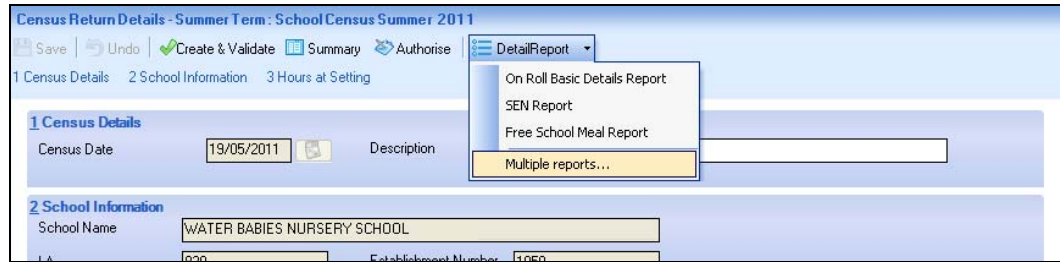 Census Return Details - Summer Term : School Census Summer 2011
Save Undo Create & Validate Summary Authorise DetailReport
1 Census Details 2 School Information 3 Hours at Setting
On Roll Basic Details Report
SEN Report
Free School Meal Report
Multiple reports...
1 Census Details
Census Date 19/05/2011 Description
2 School Information
School Name WATER BABIES NURSERY SCHOOL
Establishment Number